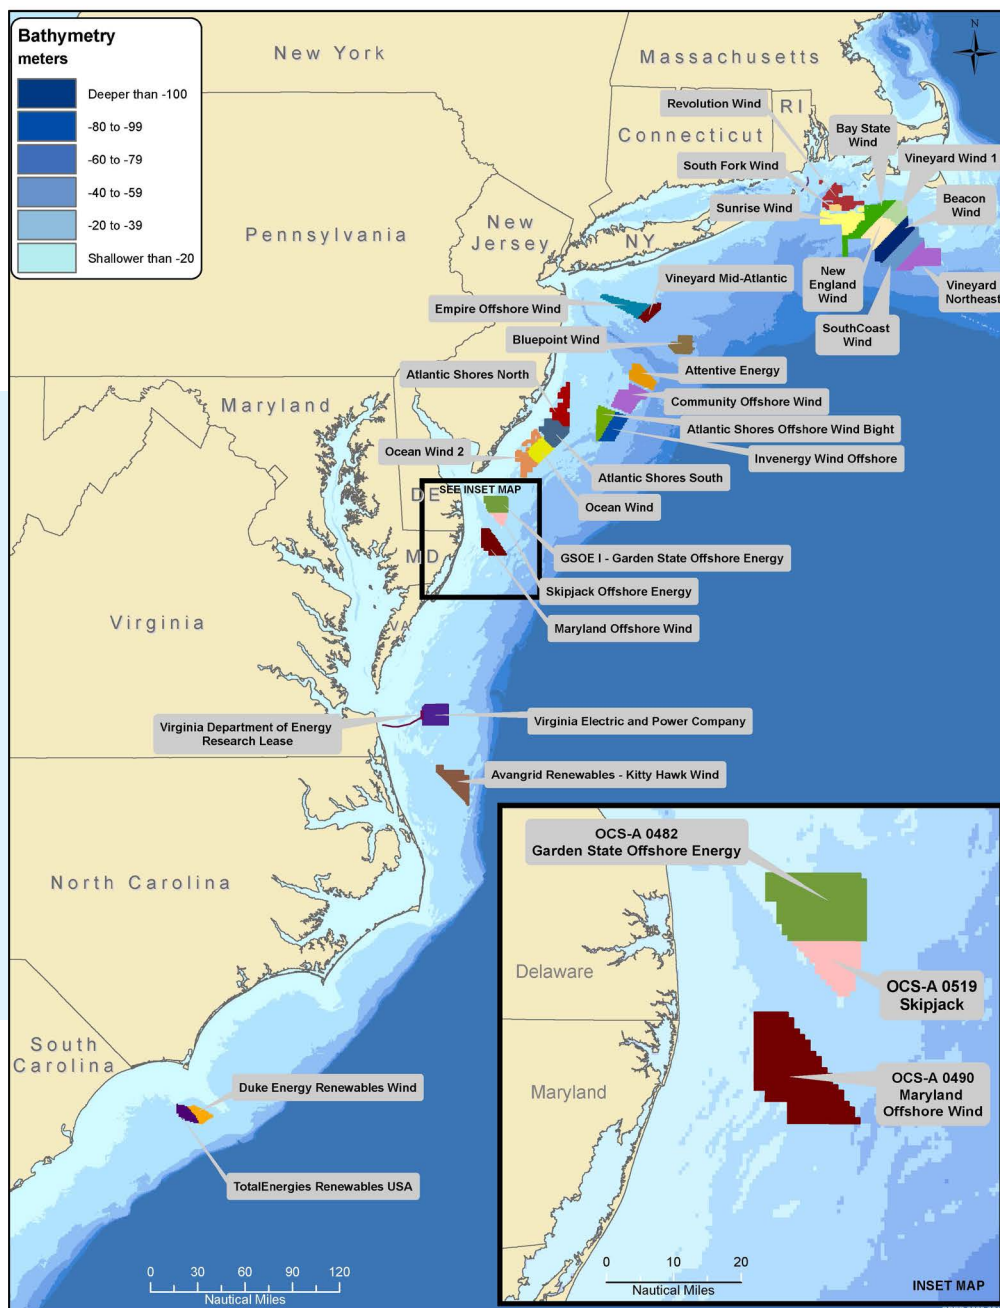 Bathymetry
meters
Deeper than -100
-80 to -99
-60 to -79
-40 to -59
-20 to -39
Shallower than -20
New York
Massachusetts
N
Revolution Wind
RI
Connecticut
Bay State
Wind
Vineyard Wind 1
South Fork Wind
Sunrise Wind
Beacon
Wind
Pennsylvania
New
Jersey
NY
New
England
Wind
Vineyard
Northeast
SouthCoast
Wind
Vineyard Mid-Atlantic
Empire Offshore Wind
Bluepoint Wind
Atlantic Shores North
Attentive Energy
Maryland
Community Offshore Wind
Atlantic Shores Offshore Wind Bight
Ocean Wind 2
Invenergy Wind Offshore
Atlantic Shores South
SEE INSET MAP
DE
Ocean Wind
MD
GSOE I - Garden State Offshore Energy
Skipjack Offshore Energy
Virginia
VA
Maryland Offshore Wind
Virginia Department of Energy
Research Lease
Virginia Electric and Power Company
Avangrid Renewables - Kitty Hawk Wind
North Carolina
South
Carolina
Duke Energy Renewables Wind
TotalEnergies Renewables USA
0 30 60 90 120
Nautical Miles
OCS-A 0482
Garden State Offshore Energy
Delaware
OCS-A 0519
Skipjack
Maryland
OCS-A 0490
Maryland
Offshore Wind
0 10 20
Nautical Miles
INSET MAP